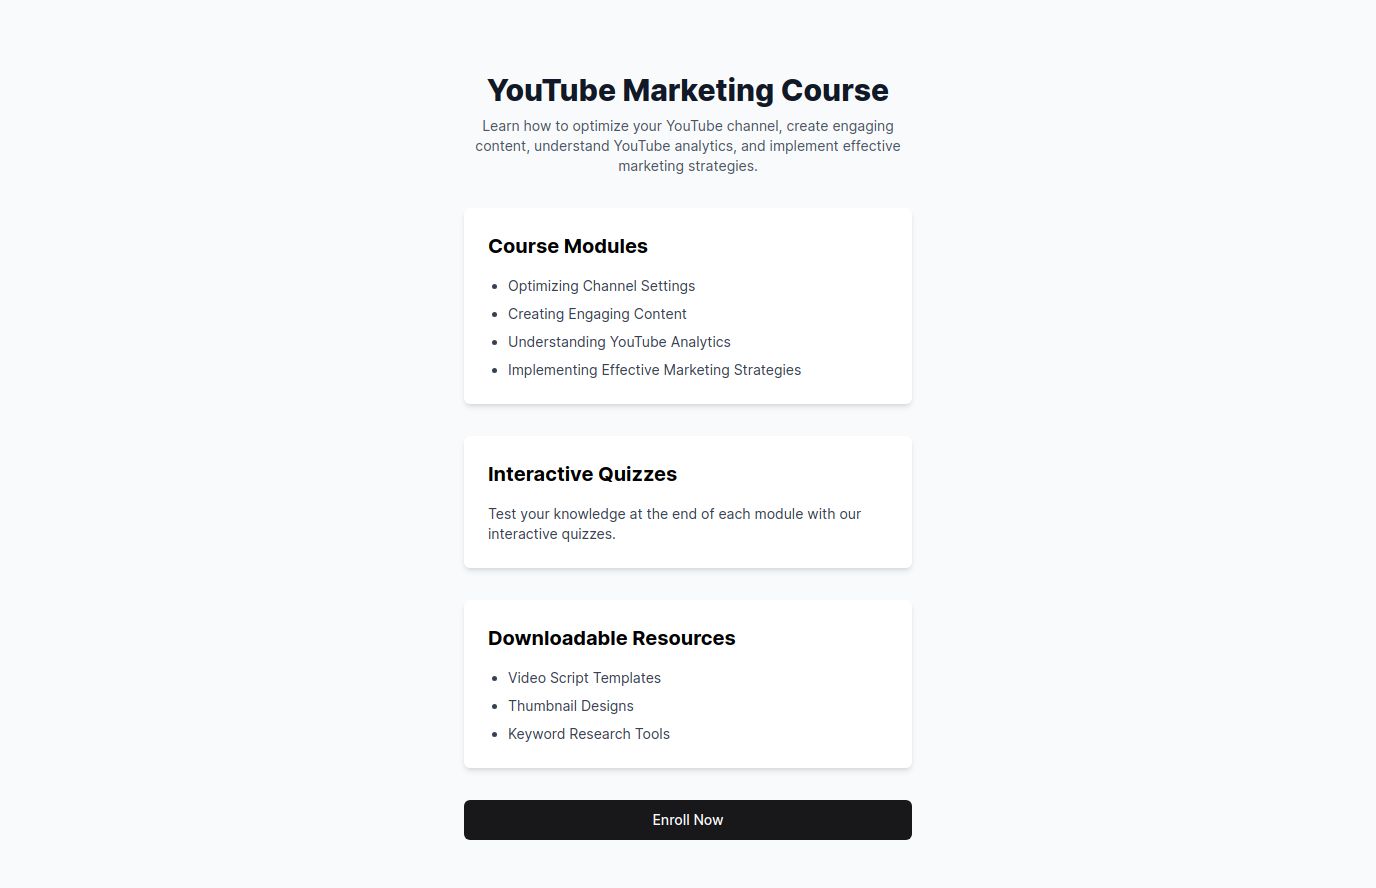 YouTube Marketing Course
Learn how to optimize your YouTube channel, create engaging
content, understand YouTube analytics, and implement effective
marketing strategies.
Course Modules
• Optimizing Channel Settings
• Creating Engaging Content
• Understanding YouTube Analytics
• Implementing Effective Marketing Strategies
Interactive Quizzes
Test your knowledge at the end of each module with our
interactive quizzes.
Downloadable Resources
• Video Script Templates
• Thumbnail Designs
• Keyword Research Tools
Enroll Now